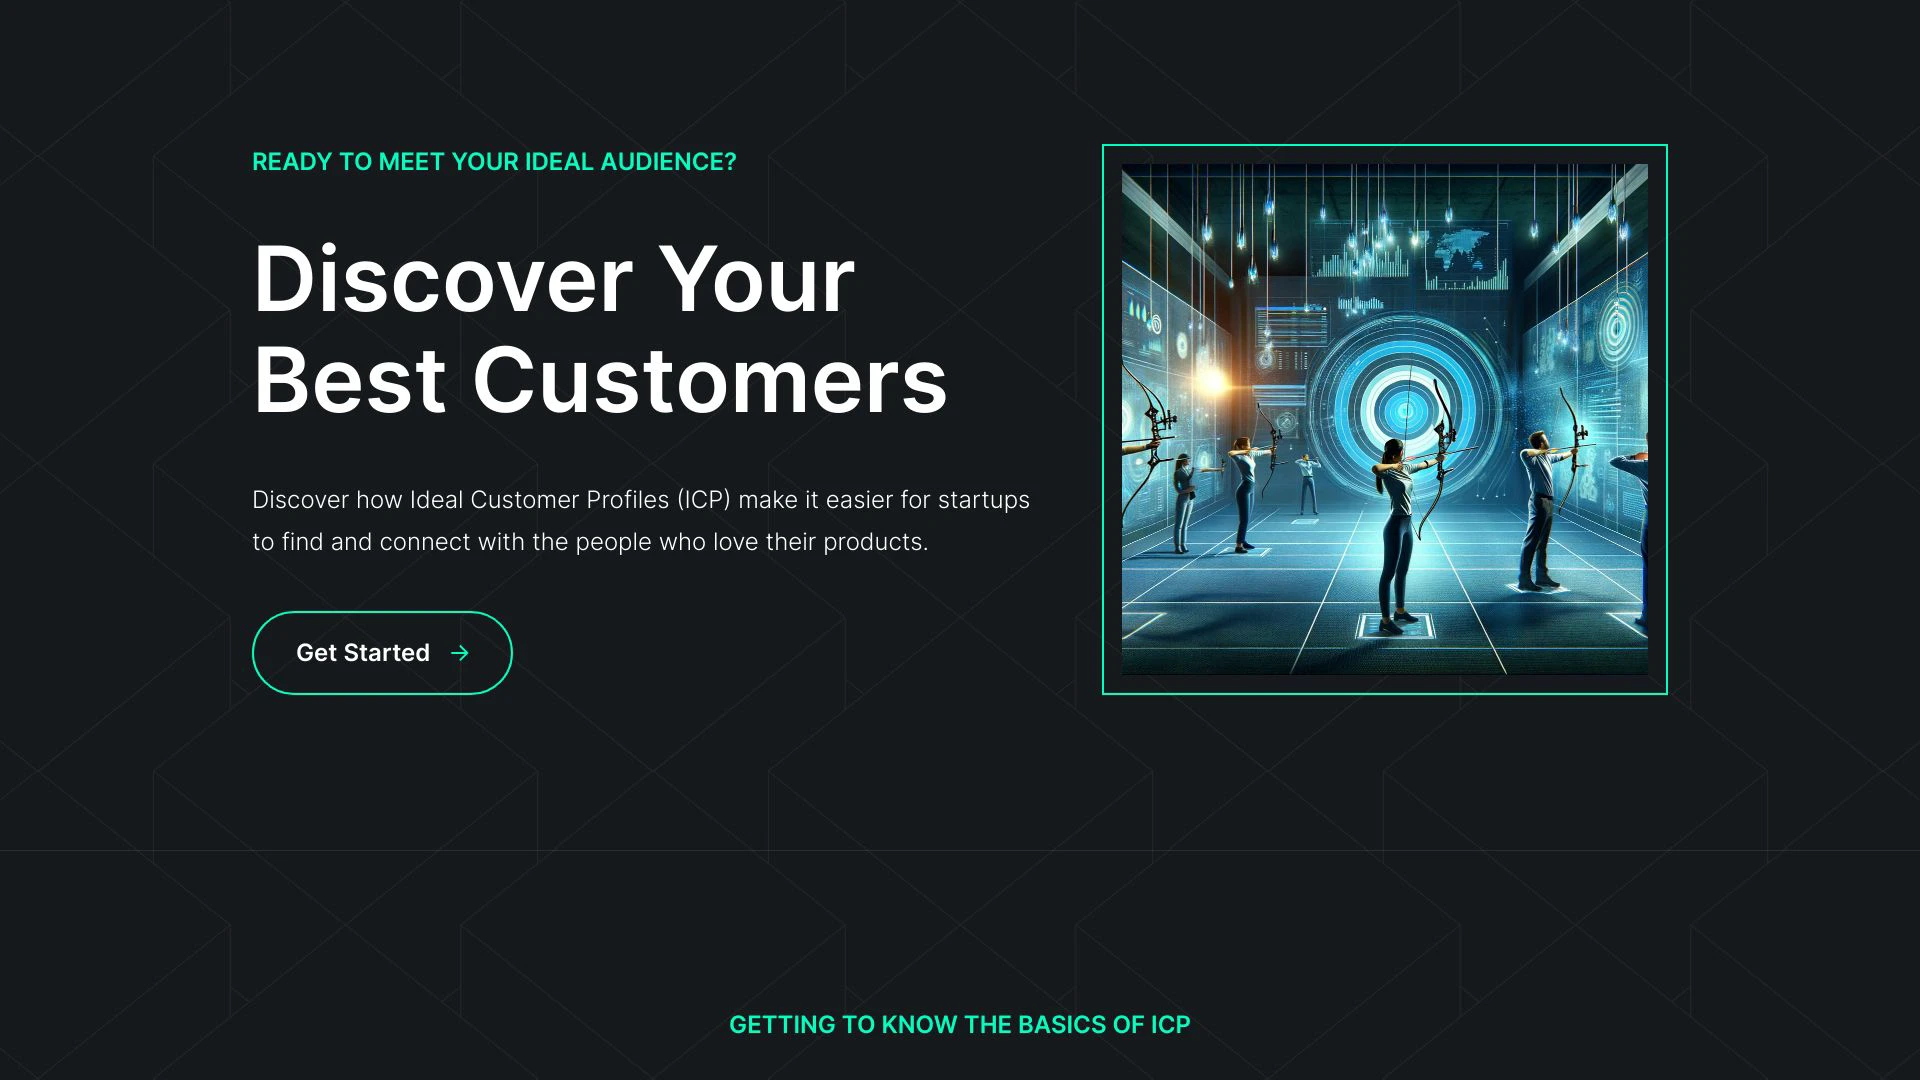 READY TO MEET YOUR IDEAL AUDIENCE?
Discover Your
Best Customers
Discover how Ideal Customer Profiles (ICP) make it easier for startups
to find and connect with the people who love their products.
Get Started →
GETTING TO KNOW THE BASICS OF ICP